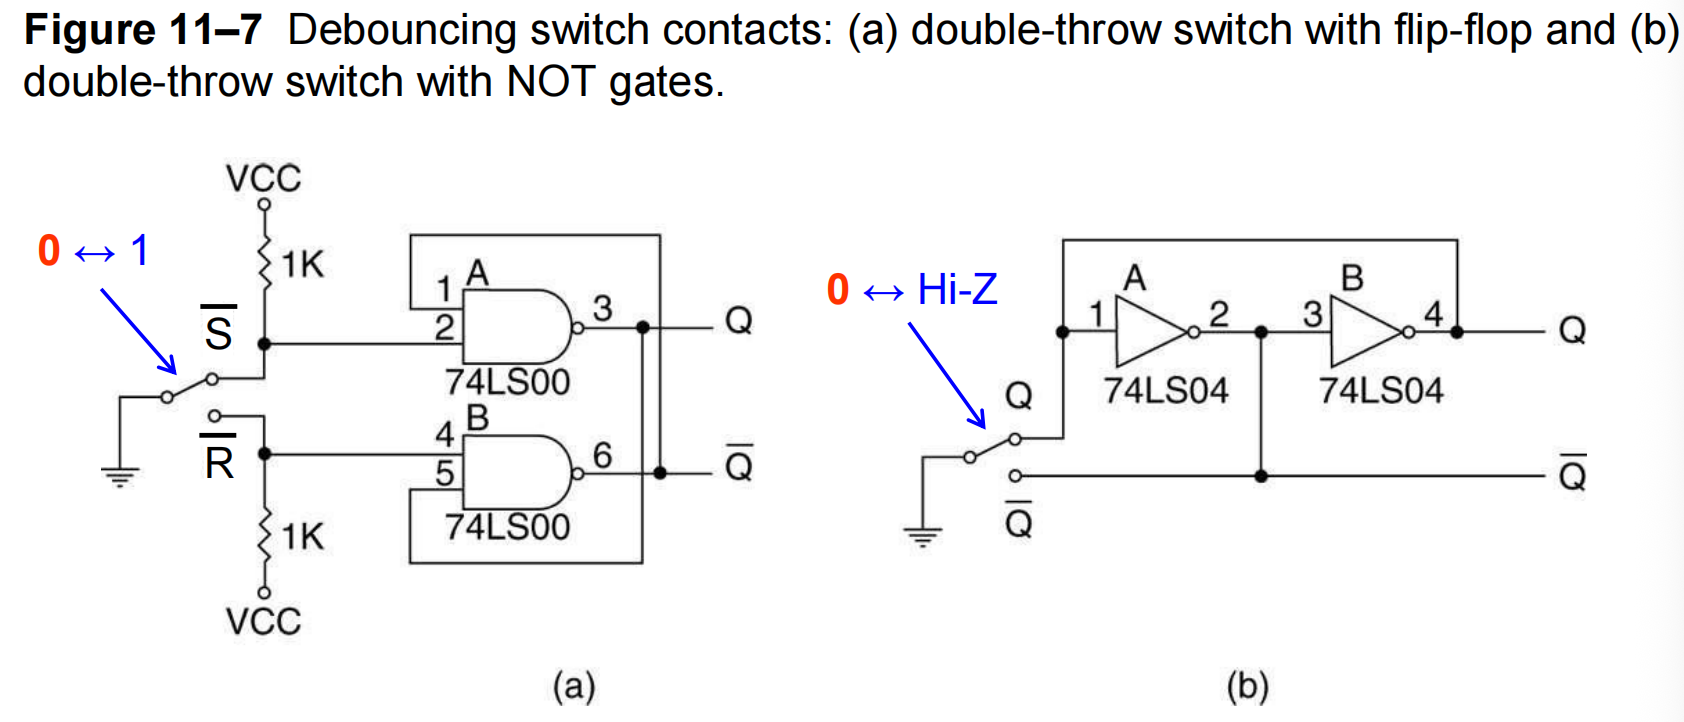 Figure 11–7 Debouncing switch contacts: (a) double-throw switch with flip-flop and (b)
double-throw switch with NOT gates.
VCC
0 ↔ 1
1K
S̅
1 A
2
3
Q
74LS00
R̅
4 B
5
6
Q̅
74LS00
1K
VCC
(a)
0 ↔ Hi-Z
A
1
2
74LS04
B
3
4
74LS04
Q
Q
Q̅
Q̅
(b)